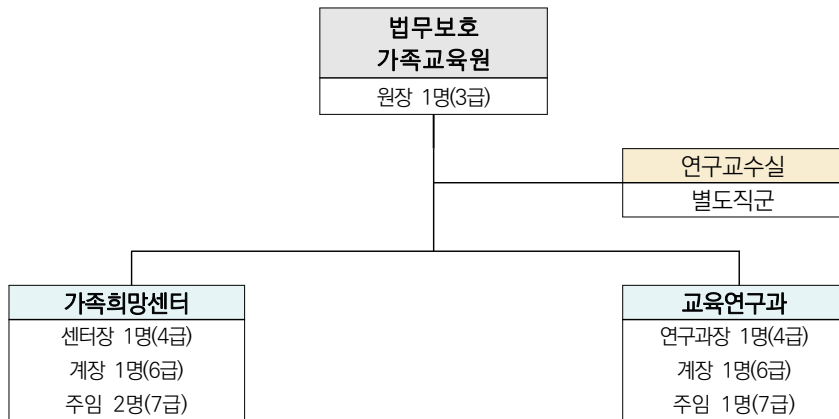 법무보호
가족교육원
원장 1명(3급)
연구교수실
별도직군
가족희망센터
센터장 1명(4급)
계장 1명(6급)
주임 2명(7급)
교육연구과
연구과장 1명(4급)
계장 1명(6급)
주임 1명(7급)